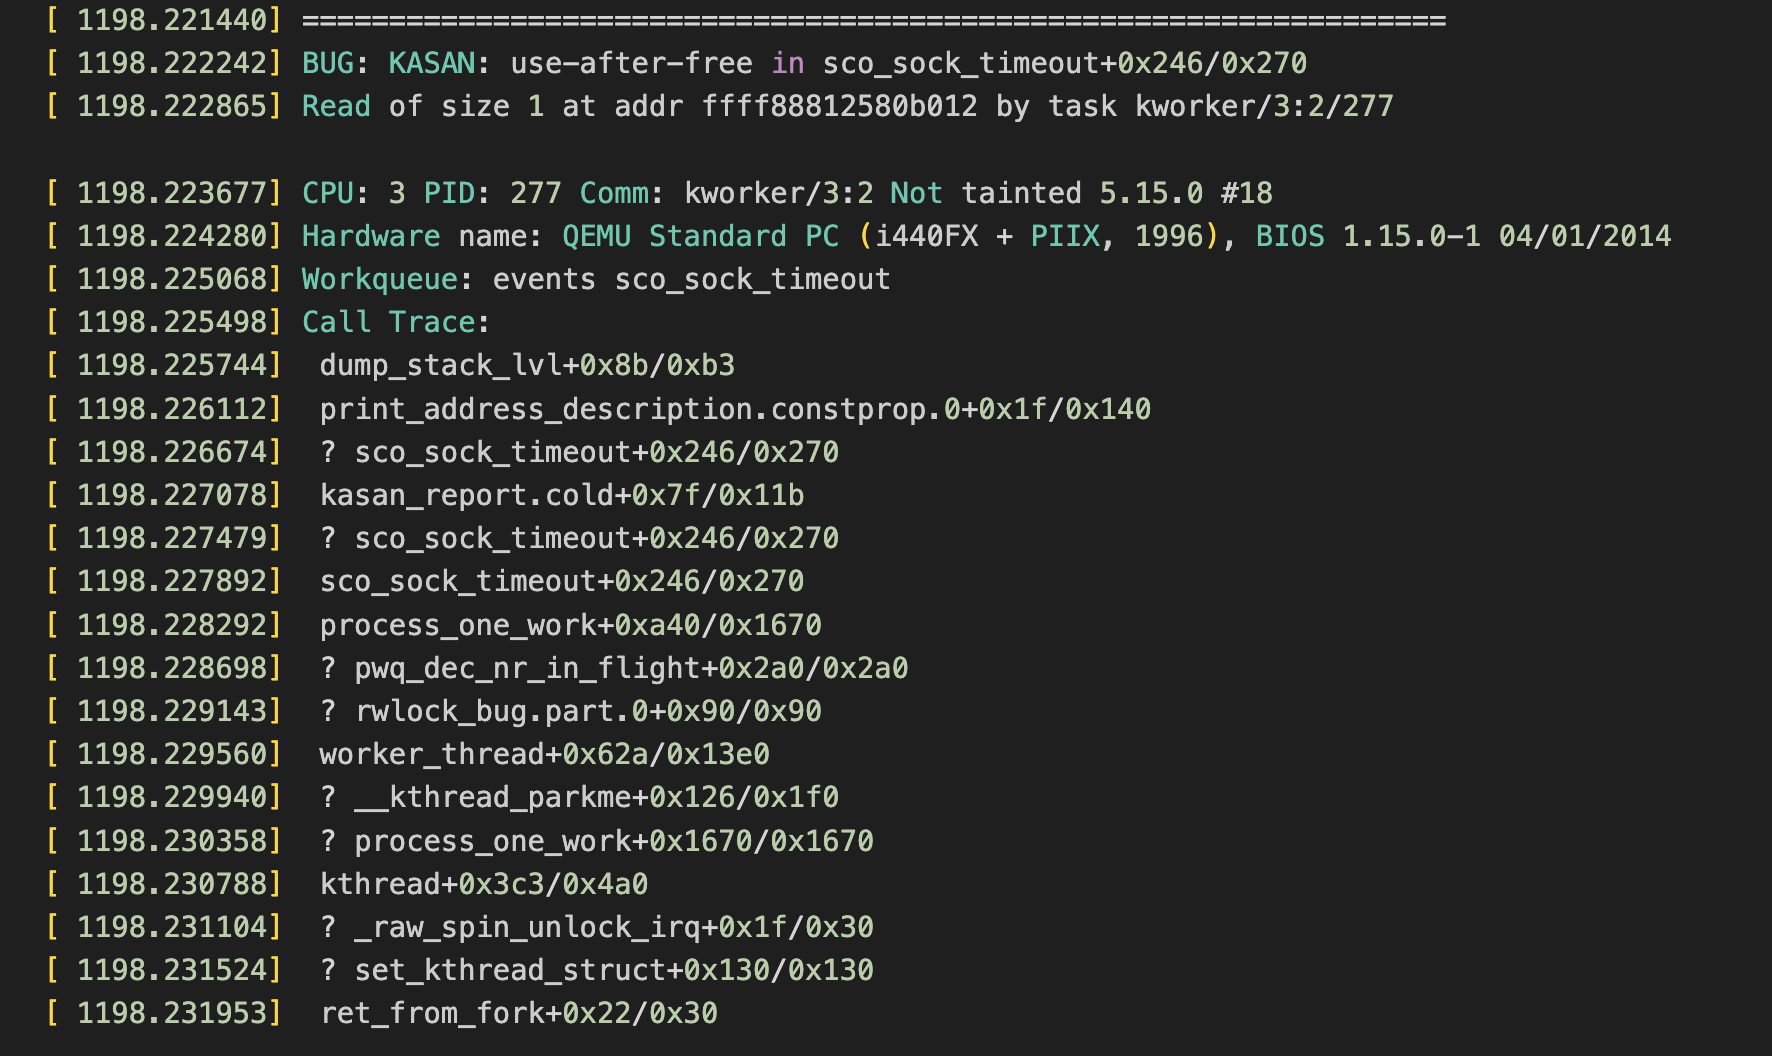 [ 1198.221440] ==================================================================
[ 1198.222242] BUG: KASAN: use-after-free in sco_sock_timeout+0x246/0x270
[ 1198.222865] Read of size 1 at addr ffff88812580b012 by task kworker/3:2/277
[ 1198.223677] CPU: 3 PID: 277 Comm: kworker/3:2 Not tainted 5.15.0 #18
[ 1198.224280] Hardware name: QEMU Standard PC (i440FX + PIIX, 1996), BIOS 1.15.0-1 04/01/2014
[ 1198.225068] Workqueue: events sco_sock_timeout
[ 1198.225498] Call Trace:
[ 1198.225744]  dump_stack_lvl+0x8b/0xb3
[ 1198.226112]  print_address_description.constprop.0+0x1f/0x140
[ 1198.226674]  ? sco_sock_timeout+0x246/0x270
[ 1198.227078]  kasan_report.cold+0x7f/0x11b
[ 1198.227479]  ? sco_sock_timeout+0x246/0x270
[ 1198.227892]  sco_sock_timeout+0x246/0x270
[ 1198.228292]  process_one_work+0xa40/0x1670
[ 1198.228698]  ? pwq_dec_nr_in_flight+0x2a0/0x2a0
[ 1198.229143]  ? rwlock_bug.part.0+0x90/0x90
[ 1198.229560]  worker_thread+0x62a/0x13e0
[ 1198.229940]  ? __kthread_parkme+0x126/0x1f0
[ 1198.230358]  ? process_one_work+0x1670/0x1670
[ 1198.230788]  kthread+0x3c3/0x4a0
[ 1198.231104]  ? _raw_spin_unlock_irq+0x1f/0x30
[ 1198.231524]  ? set_kthread_struct+0x130/0x130
[ 1198.231953]  ret_from_fork+0x22/0x30